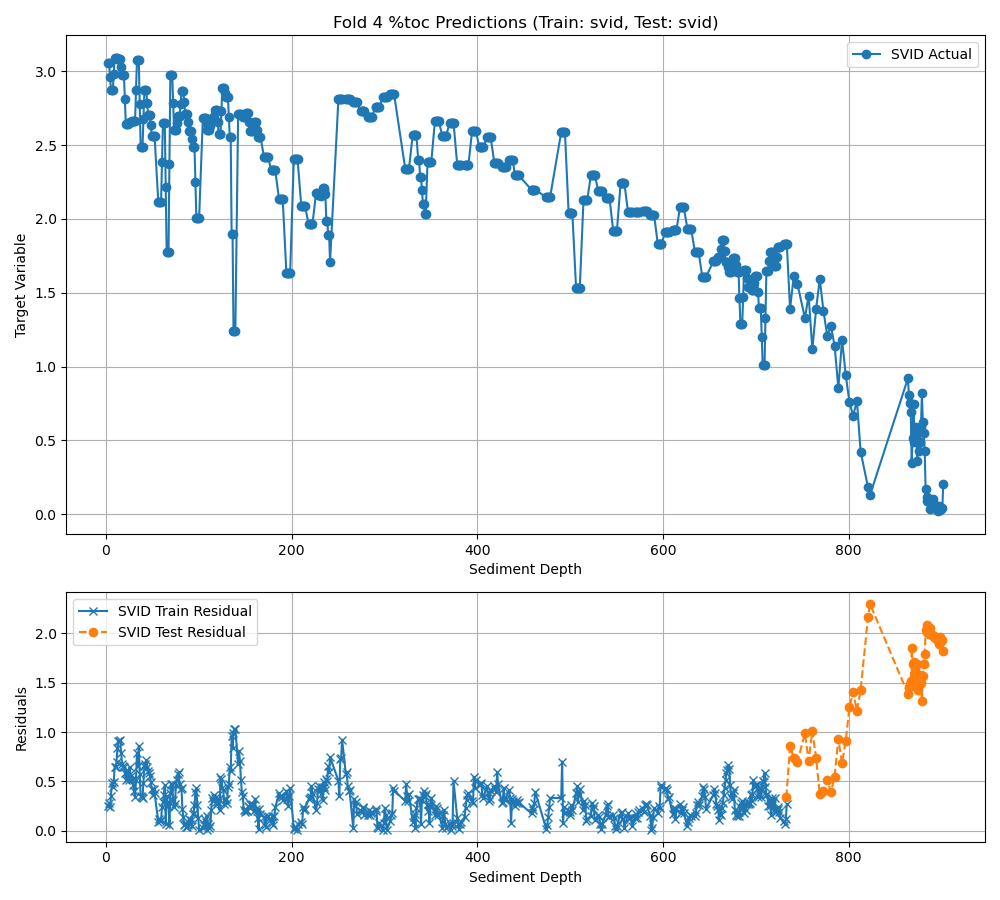 Fold 4 %toc Predictions (Train: svid, Test: svid)
SVID Actual
Target Variable
3.0
2.5
2.0
1.5
1.0
0.5
0.0
0 200 400 600 800
Sediment Depth
SVID Train Residual
SVID Test Residual
Residuals
2.0
1.5
1.0
0.5
0.0
0 200 400 600 800
Sediment Depth